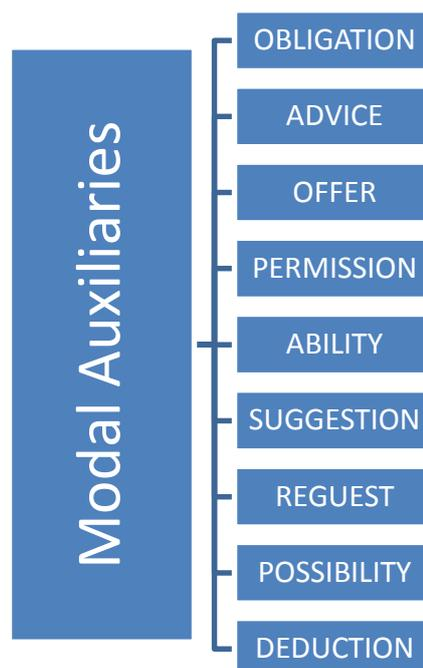 Modal Auxiliaries
OBLIGATION
ADVICE
OFFER
PERMISSION
ABILITY
SUGGESTION
REGUEST
POSSIBILITY
DEDUCTION